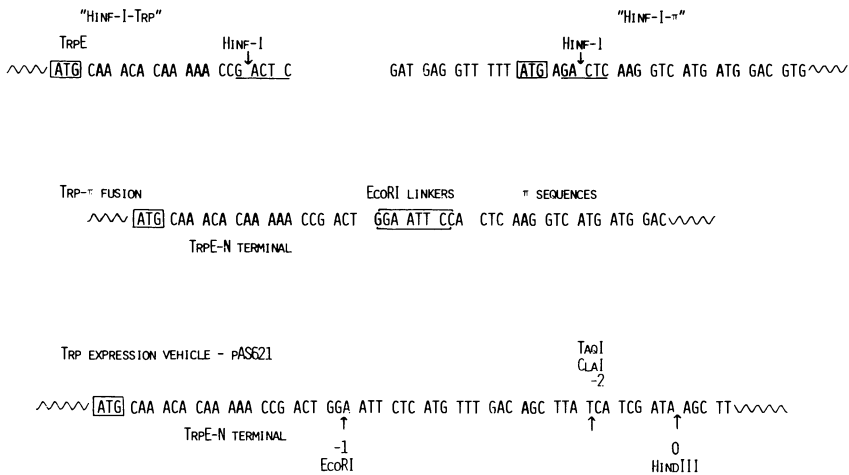 "HINF-I-TRP" "HINF-I-π"
TRPE HINF-I HINF-I
ATG CAA ACA CAA AAA CCG ACT C GAT GAG GTT TTT ATG AGA CTC AAG GTC ATG ATG GAC GTG
TRP-π FUSION ECORI LINKERS π SEQUENCES
ATG CAA ACA CAA AAA CCG ACT GGA ATT CCA CTC AAG GTC ATG ATG GAC
TRPE-N TERMINAL
TRP EXPRESSION VEHICLE - PAS621 TAQI
CLAI
-2
ATG CAA ACA CAA AAA CCG ACT GGA ATT CTC ATG TTT GAC AGC TTA TCA TCG ATA AGC TT
TRPE-N TERMINAL
-1 0
ECORI HINDIII